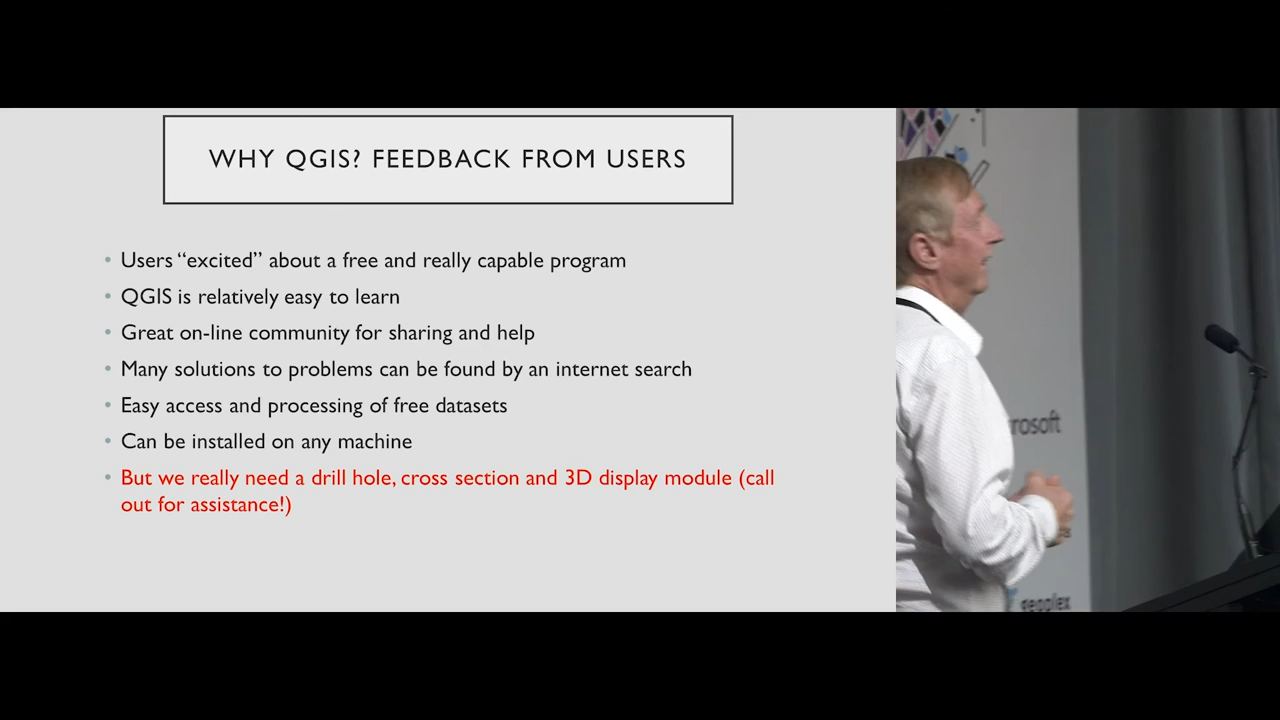 WHY QGIS? FEEDBACK FROM USERS
• Users “excited” about a free and really capable program
• QGIS is relatively easy to learn
• Great on-line community for sharing and help
• Many solutions to problems can be found by an internet search
• Easy access and processing of free datasets
• Can be installed on any machine
• But we really need a drill hole, cross section and 3D display module (call
out for assistance!)
rosoft